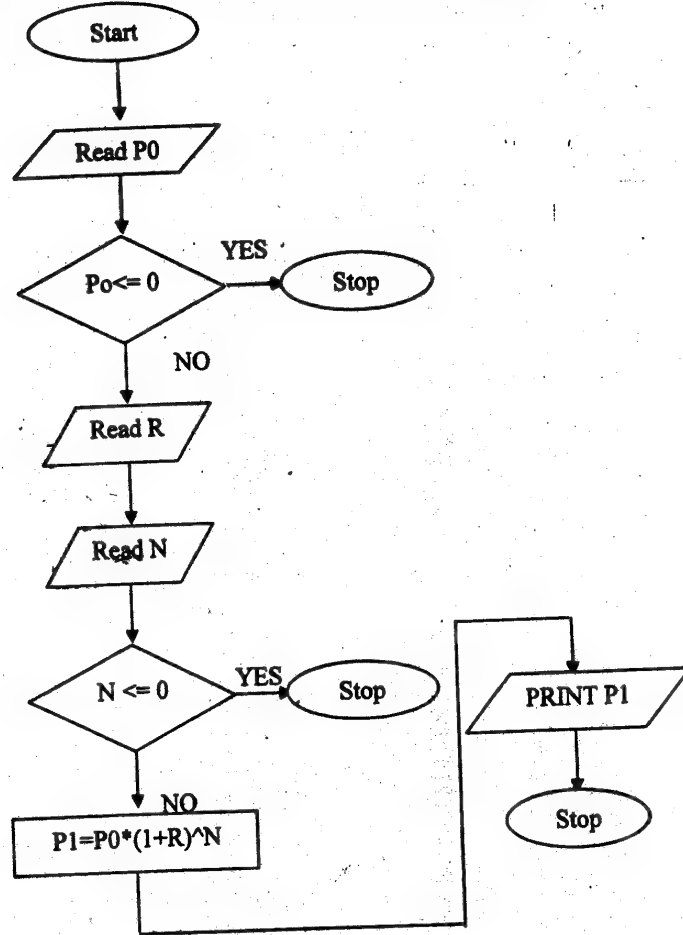 Start
Read P0
Po<= 0
YES
Stop
NO
Read R
Read N
N <= 0
YES
Stop
NO
P1=P0*(1+R)^N
PRINT P1
Stop